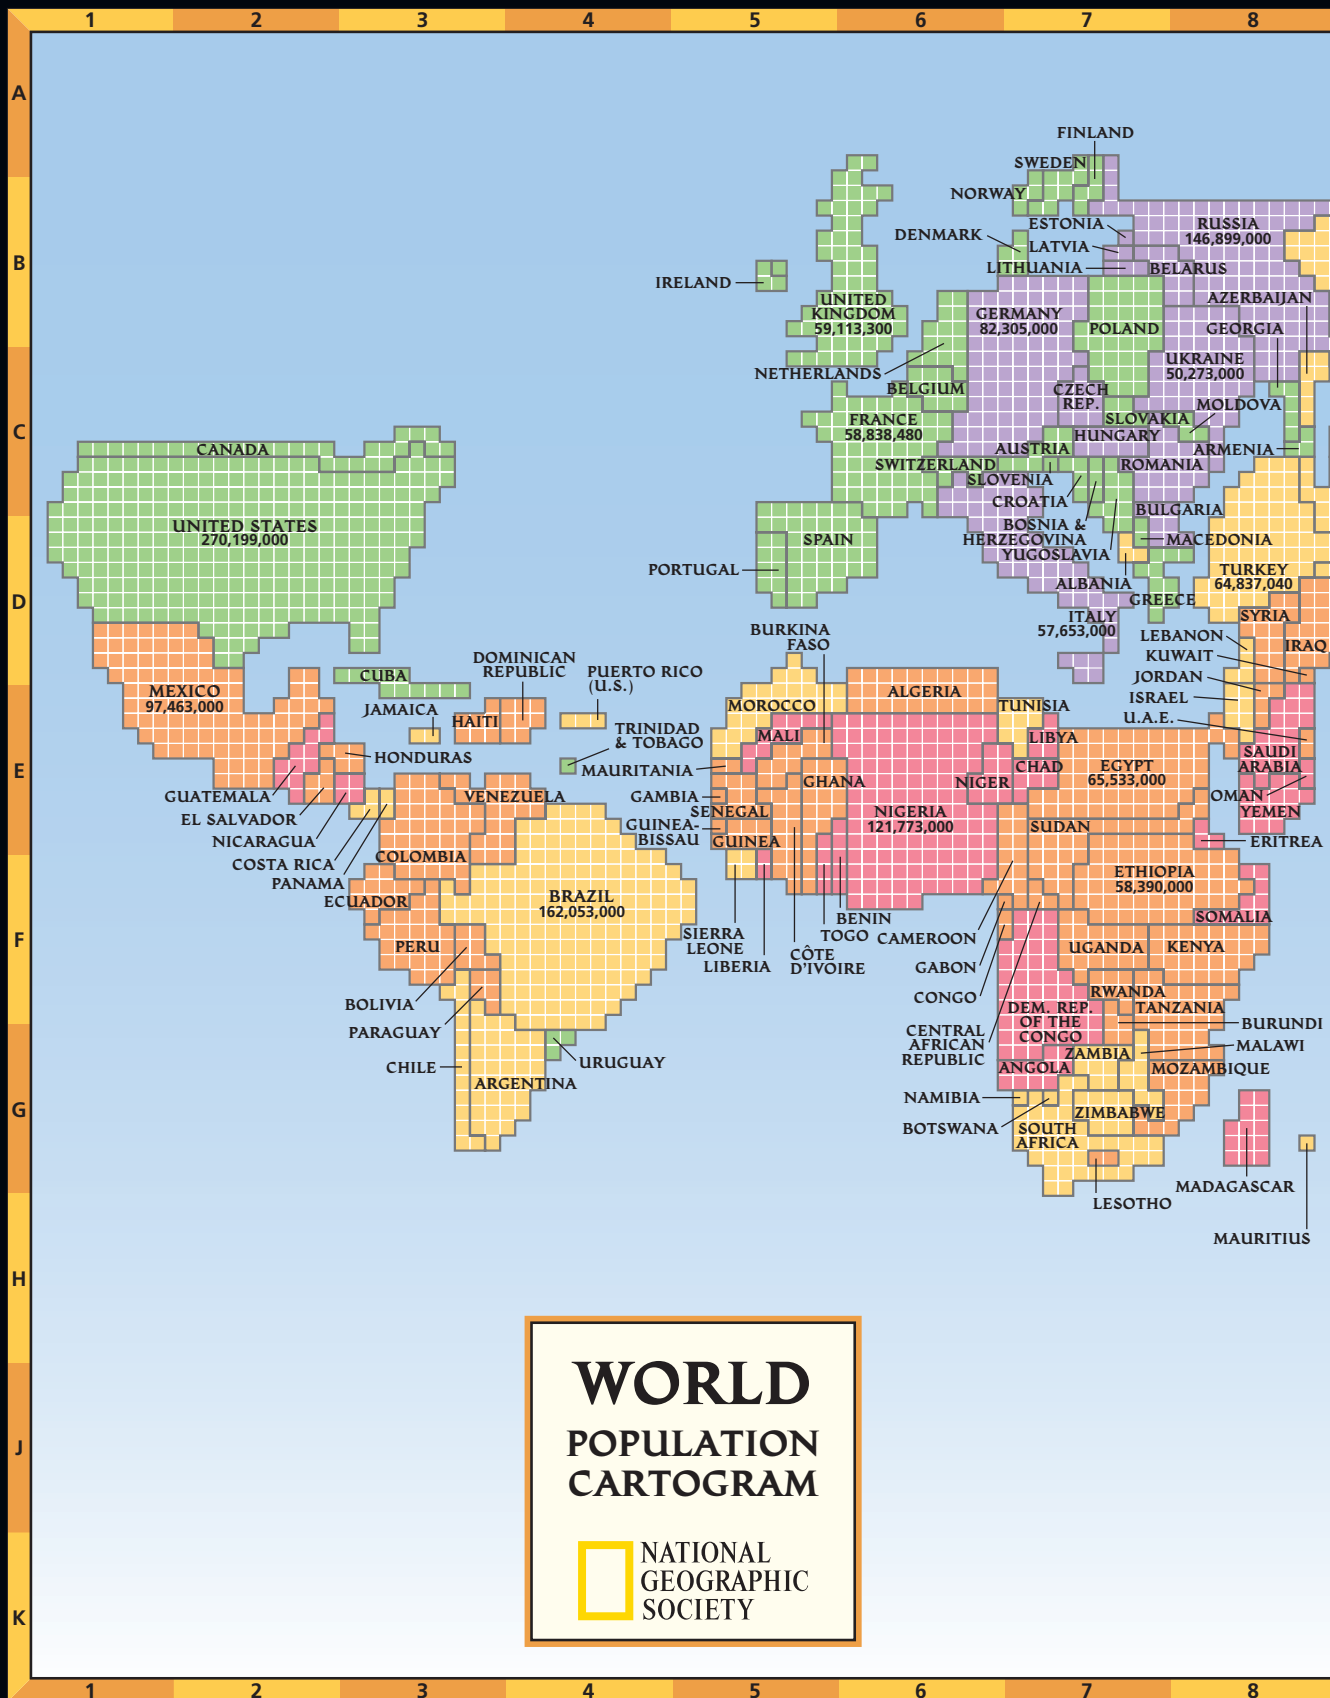 1 2 3 4 5 6 7 8
A
B
C
D
E
F
G
H
J
K
FINLAND
SWEDEN
NORWAY
ESTONIA
DENMARK
LATVIA
LITHUANIA
RUSSIA
146,899,000
BELARUS
IRELAND
UNITED
KINGDOM
59,113,300
GERMANY
82,305,000
POLAND
AZERBAIJAN
GEORGIA
UKRAINE
50,273,000
NETHERLANDS
BELGIUM
CZECH
REP.
MOLDOVA
SLOVAKIA
FRANCE
58,838,480
HUNGARY
AUSTRIA
ARMENIA
SWITZERLAND
ROMANIA
SLOVENIA
CROATIA
BULGARIA
BOSNIA &
HERZEGOVINA
MACEDONIA
YUGOSLAVIA
SPAIN
PORTUGAL
ALBANIA
TURKEY
64,837,040
GREECE
ITALY
57,653,000
SYRIA
LEBANON
IRAQ
KUWAIT
JORDAN
ISRAEL
U.A.E.
CANADA
UNITED STATES
270,199,000
MEXICO
97,463,000
CUBA
DOMINICAN
REPUBLIC
PUERTO RICO
(U.S.)
JAMAICA
HAITI
TRINIDAD
& TOBAGO
HONDURAS
GUATEMALA
EL SALVADOR
NICARAGUA
COSTA RICA
PANAMA
VENEZUELA
COLOMBIA
ECUADOR
BRAZIL
162,053,000
PERU
BOLIVIA
PARAGUAY
CHILE
URUGUAY
ARGENTINA
BURKINA
FASO
ALGERIA
MOROCCO
TUNISIA
MALI
LIBYA
MAURITANIA
GHANA
NIGER
CHAD
EGYPT
65,533,000
SAUDI
ARABIA
OMAN
YEMEN
GAMBIA
SENEGAL
GUINEA-
BISSAU
GUINEA
NIGERIA
121,773,000
SUDAN
ERITREA
ETHIOPIA
58,390,000
SOMALIA
BENIN
TOGO
SIERRA
LEONE
LIBERIA
CÔTE
D'IVOIRE
CAMEROON
GABON
CONGO
UGANDA
KENYA
RWANDA
DEM. REP.
OF THE
CONGO
TANZANIA
BURUNDI
CENTRAL
AFRICAN
REPUBLIC
MALAWI
ZAMBIA
ANGOLA
MOZAMBIQUE
NAMIBIA
BOTSWANA
ZIMBABWE
SOUTH
AFRICA
LESOTHO
MADAGASCAR
MAURITIUS
WORLD
POPULATION
CARTOGRAM
NATIONAL
GEOGRAPHIC
SOCIETY
1 2 3 4 5 6 7 8